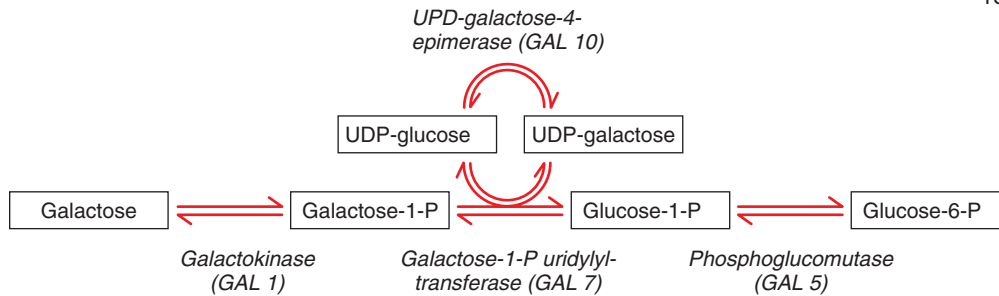 UPD-galactose-4-
epimerase (GAL 10)
UDP-glucose
UDP-galactose
Galactose
Galactose-1-P
Glucose-1-P
Glucose-6-P
Galactokinase
(GAL 1)
Galactose-1-P uridylyl-
transferase (GAL 7)
Phosphoglucomutase
(GAL 5)